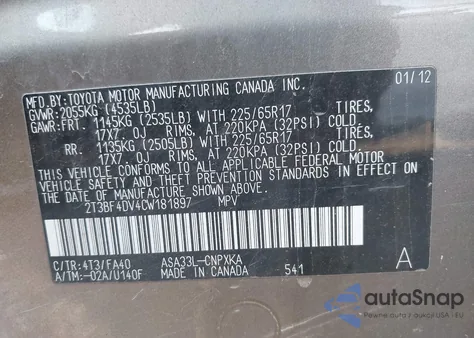 MFD. BY: TOYOTA MOTOR MANUFACTURING CANADA INC. 01/12
GVWR: 2055KG (4535LB)
GAWR: FRT. 1145KG (2535LB) WITH 225/65R17 TIRES,
17X7.0J RIMS, AT 220KPA (32PSI) COLD.
RR. 1135KG (2505LB) WITH 225/65R17 TIRES,
17X7.0J RIMS, AT 220KPA (32PSI) COLD.
THIS VEHICLE CONFORMS TO ALL APPLICABLE FEDERAL MOTOR
VEHICLE SAFETY AND THEFT PREVENTION STANDARDS IN EFFECT ON
THE DATE OF MANUFACTURE SHOWN ABOVE.
2T3BF4DV4CW181897 MPV
C/TR: 4T3/FA40 ASA33L-CNPXKA A
A/TM: -02A/U140F MADE IN CANADA 541
autoSnap
Pewne auto z USA i EU